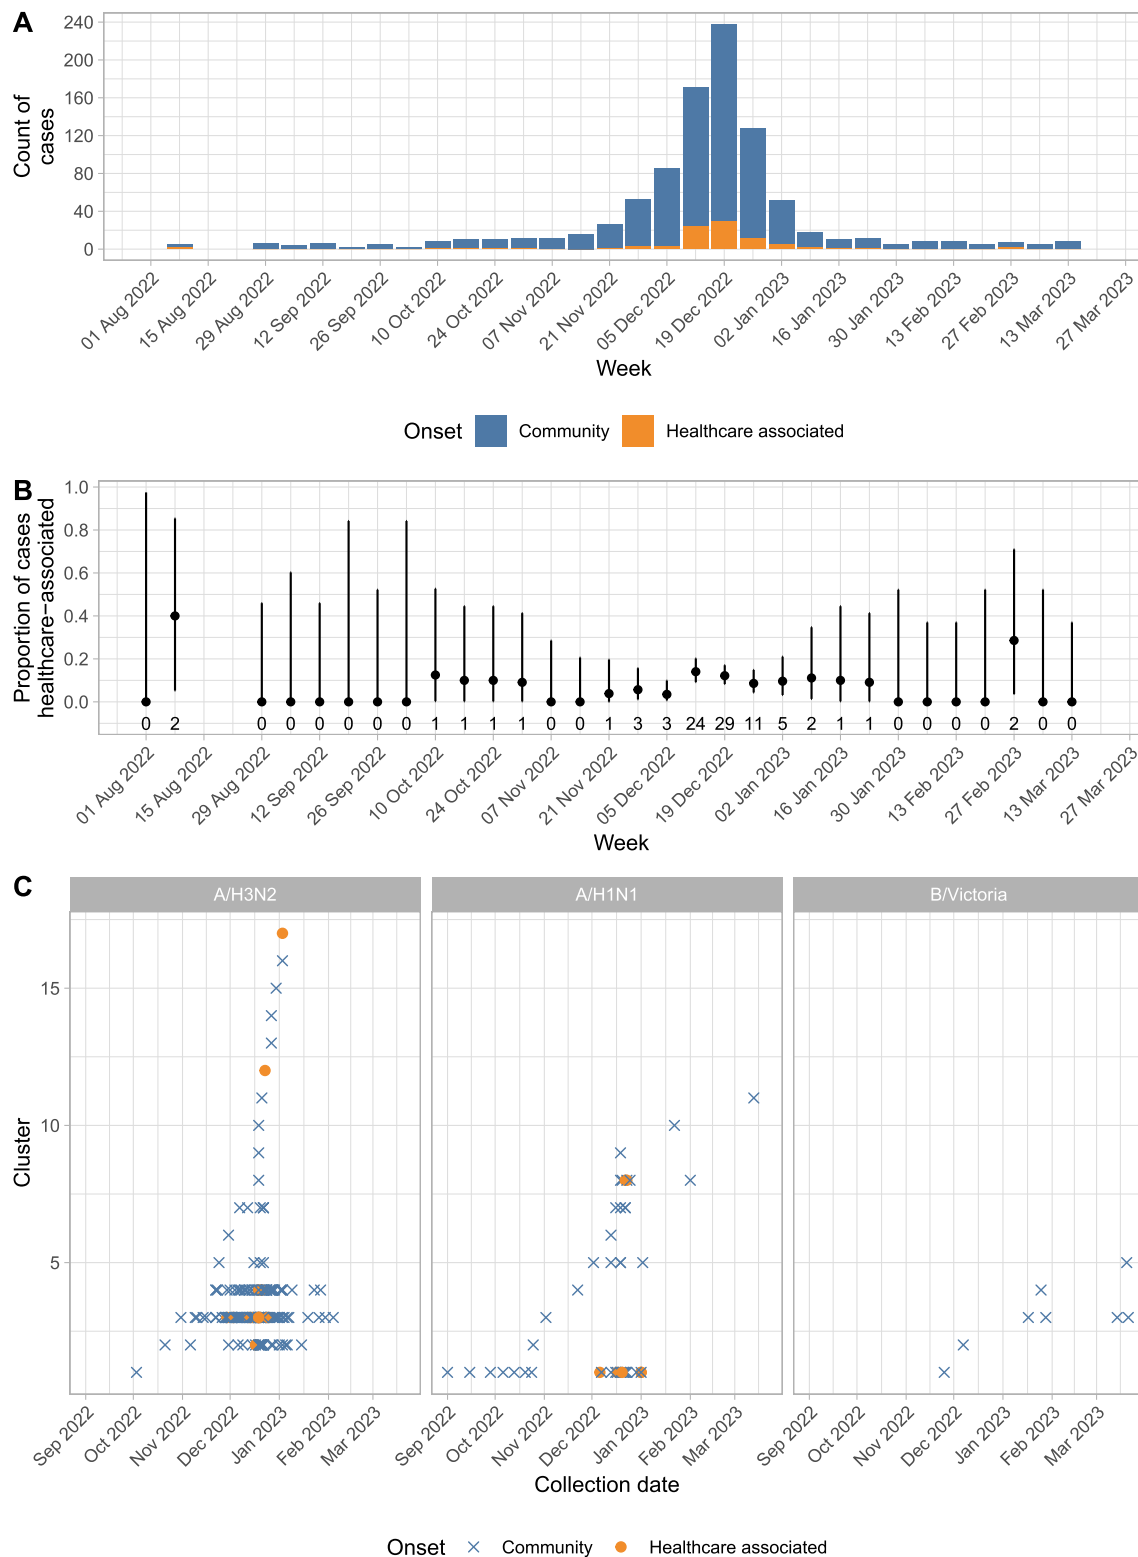 A
Count of
cases
240
200
160
120
80
40
0
01 Aug 2022
15 Aug 2022
29 Aug 2022
12 Sep 2022
26 Sep 2022
10 Oct 2022
24 Oct 2022
07 Nov 2022
21 Nov 2022
05 Dec 2022
19 Dec 2022
02 Jan 2023
16 Jan 2023
30 Jan 2023
13 Feb 2023
27 Feb 2023
13 Mar 2023
27 Mar 2023
Week
Onset Community Healthcare associated
B
Proportion of cases
healthcare−associated
1.0
0.8
0.6
0.4
0.2
0.0
0 2 0 0 0 0 0 0 1 1 1 1 0 0 1 3 3 24 29 11 5 2 1 1 0 0 0 0 2 0 0
01 Aug 2022
15 Aug 2022
29 Aug 2022
12 Sep 2022
26 Sep 2022
10 Oct 2022
24 Oct 2022
07 Nov 2022
21 Nov 2022
05 Dec 2022
19 Dec 2022
02 Jan 2023
16 Jan 2023
30 Jan 2023
13 Feb 2023
27 Feb 2023
13 Mar 2023
27 Mar 2023
Week
C
A/H3N2 A/H1N1 B/Victoria
Cluster
15
10
5
Sep 2022
Oct 2022
Nov 2022
Dec 2022
Jan 2023
Feb 2023
Mar 2023
Sep 2022
Oct 2022
Nov 2022
Dec 2022
Jan 2023
Feb 2023
Mar 2023
Sep 2022
Oct 2022
Nov 2022
Dec 2022
Jan 2023
Feb 2023
Mar 2023
Collection date
Onset Community Healthcare associated